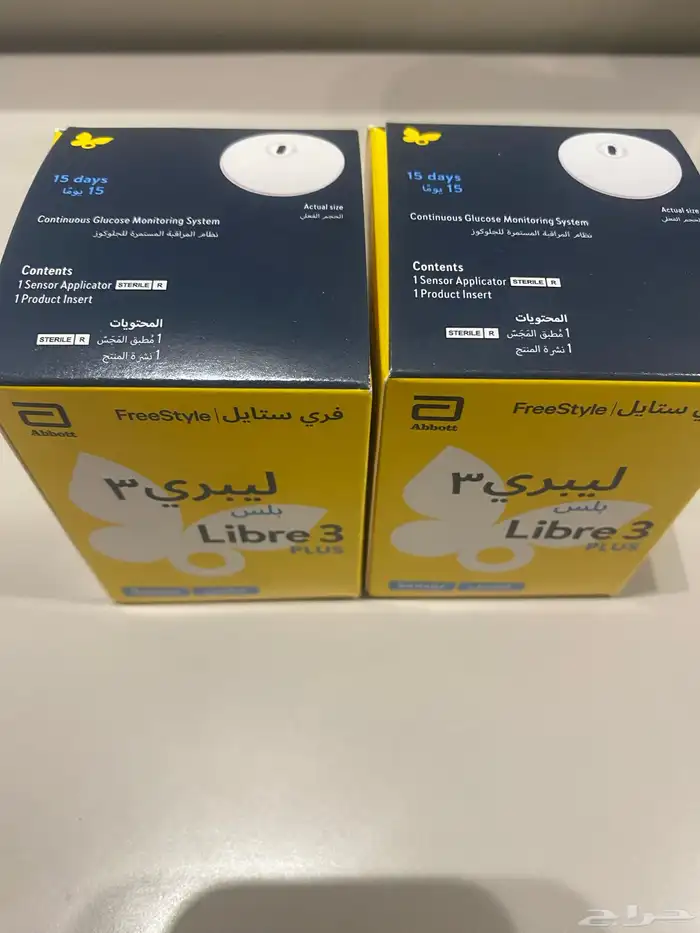 15 days
15 يومًا
Actual size
الحجم الفعلي
Continuous Glucose Monitoring System
نظام المراقبة المستمرة للجلوكوز
Contents
1 Sensor Applicator STERILE R
1 Product Insert
المحتويات
1 مُطبق المَجَسّ STERILE R
1 نشرة المنتج
Abbott
FreeStyle | فري ستايل
ليبري ٣
بلس
Libre 3
PLUS
15 days
15 يومًا
Actual size
الحجم الفعلي
Continuous Glucose Monitoring System
نظام المراقبة المستمرة للجلوكوز
Contents
1 Sensor Applicator STERILE R
1 Product Insert
المحتويات
1 مُطبق المَجَسّ STERILE R
1 نشرة المنتج
Abbott
FreeStyle | ستايل
ليبري ٣
بلس
Libre 3
PLUS
حراج